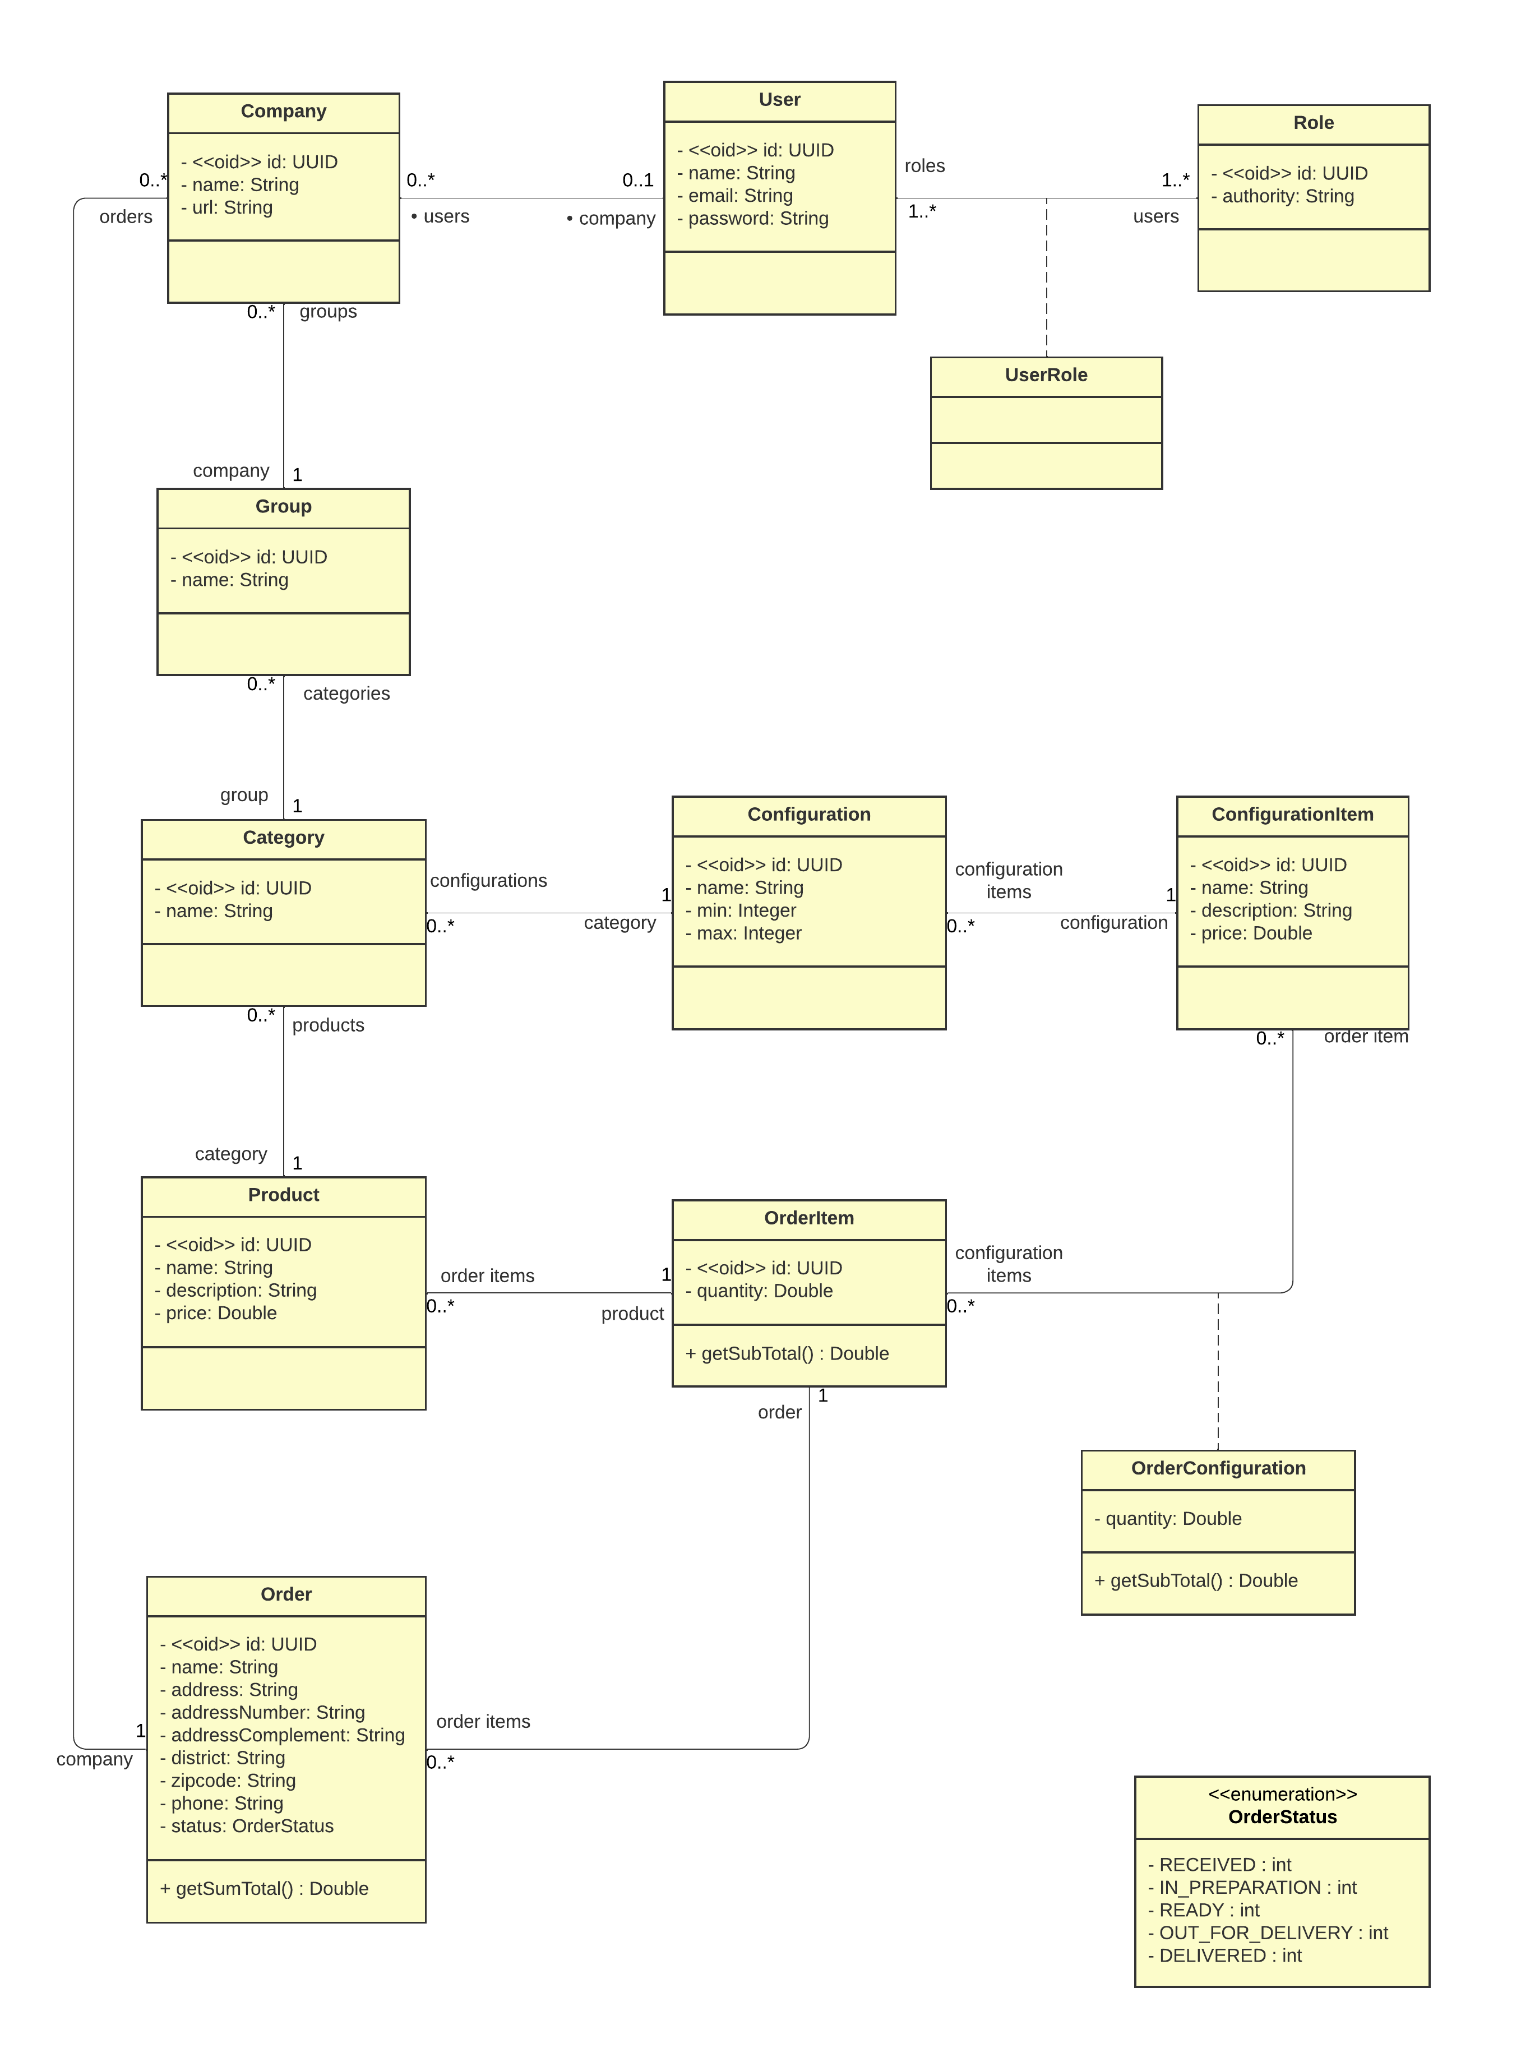 Company
- <<oid>> id: UUID
- name: String
- url: String
User
- <<oid>> id: UUID
- name: String
- email: String
- password: String
Role
- <<oid>> id: UUID
- authority: String
0..*
orders
0..*
• users
0..1
• company
roles
1..*
1..*
users
UserRole
0..*
groups
company
1
Group
- <<oid>> id: UUID
- name: String
0..*
categories
group
1
Category
- <<oid>> id: UUID
- name: String
configurations
0..*
1
category
Configuration
- <<oid>> id: UUID
- name: String
- min: Integer
- max: Integer
configuration
items
0..*
1
configuration
ConfigurationItem
- <<oid>> id: UUID
- name: String
- description: String
- price: Double
0..*
order item
0..*
products
category
1
Product
- <<oid>> id: UUID
- name: String
- description: String
- price: Double
order items
0..*
1
product
OrderItem
- <<oid>> id: UUID
- quantity: Double
+ getSubTotal() : Double
configuration
items
0..*
1
order
OrderConfiguration
- quantity: Double
+ getSubTotal() : Double
Order
- <<oid>> id: UUID
- name: String
- address: String
- addressNumber: String
- addressComplement: String
- district: String
- zipcode: String
- phone: String
- status: OrderStatus
+ getSumTotal() : Double
1
company
order items
0..*
<<enumeration>>
OrderStatus
- RECEIVED : int
- IN_PREPARATION : int
- READY : int
- OUT_FOR_DELIVERY : int
- DELIVERED : int